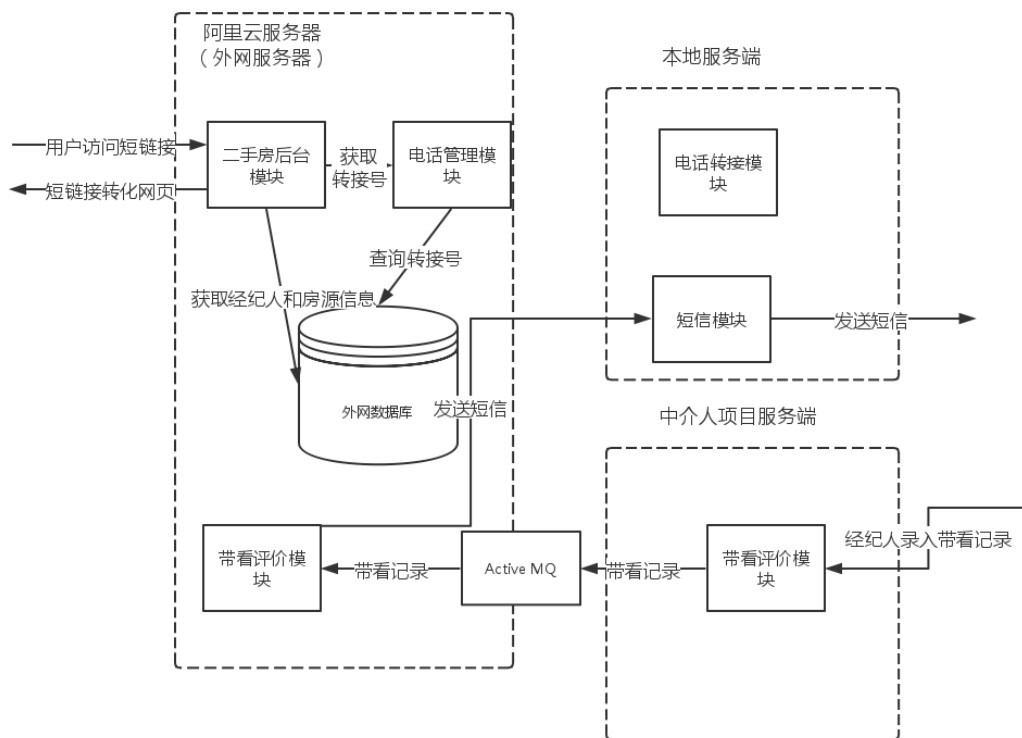 阿里云服务器
（外网服务器）
本地服务端
用户访问短链接
二手房后台
模块
获取
转接号
电话管理模
块
电话转接模
块
短链接转化网页
查询转接号
获取经纪人和房源信息
短信模块
发送短信
外网数据库
发送短信
中介人项目服务端
经纪人录入带看记录
带看评价模
块
带看记录
Active MQ
带看记录
带看评价模
块